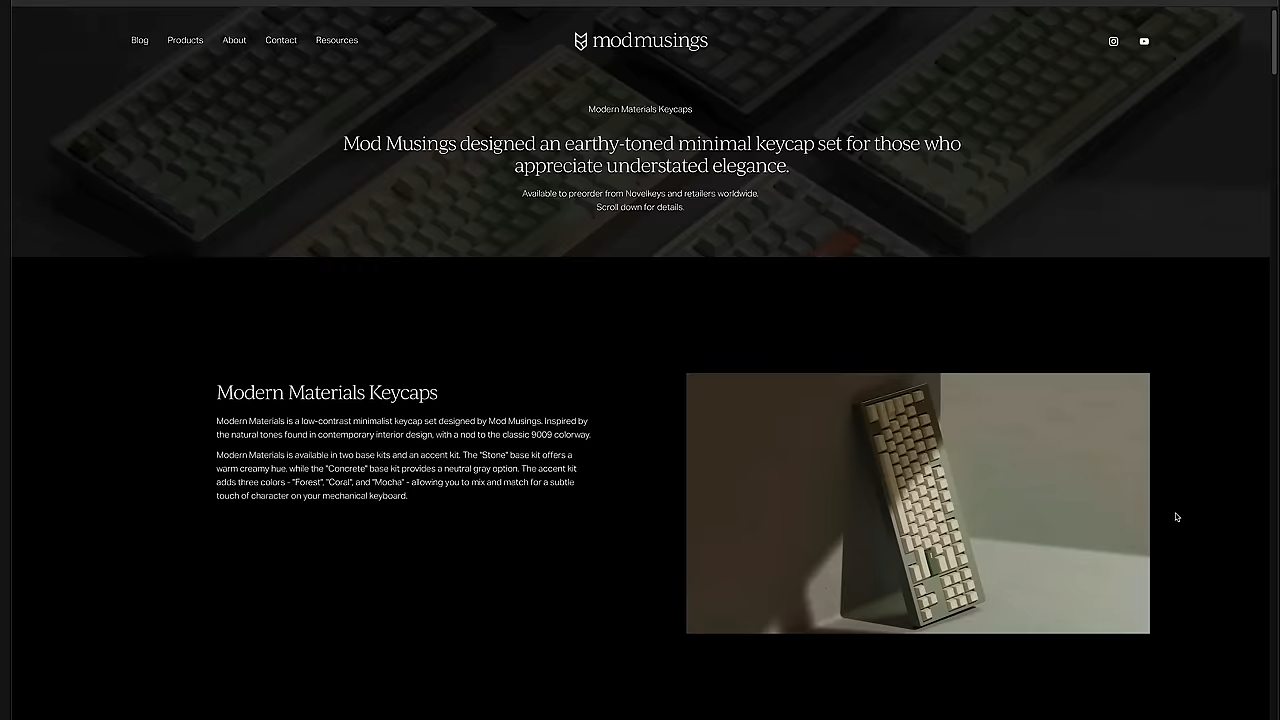 Blog Products About Contact Resources
modmusings
Modern Materials Keycaps
Mod Musings designed an earthy-toned minimal keycap set for those who
appreciate understated elegance.
Available to preorder from Novelkeys and retailers worldwide.
Scroll down for details.
Modern Materials Keycaps
Modern Materials is a low-contrast minimalist keycap set designed by Mod Musings. Inspired by
the natural tones found in contemporary interior design, with a nod to the classic 9009 colorway.
Modern Materials is available in two base kits and an accent kit. The "Stone" base kit offers a
warm creamy hue, while the "Concrete" base kit provides a neutral gray option. The accent kit
adds three colors - "Forest", "Coral", and "Mocha" - allowing you to mix and match for a subtle
touch of character on your mechanical keyboard.